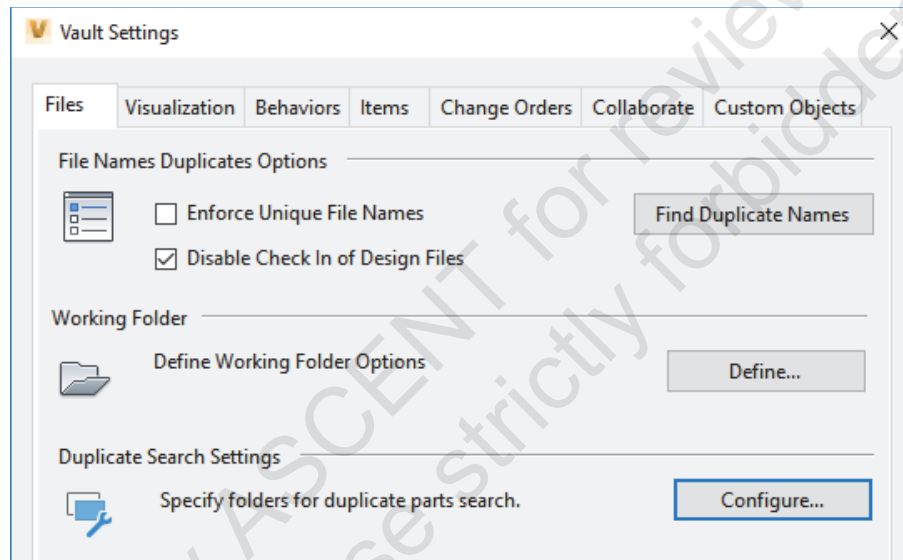 Vault Settings
Files Visualization Behaviors Items Change Orders Collaborate Custom Objects
File Names Duplicates Options
Enforce Unique File Names Find Duplicate Names
Disable Check In of Design Files
Working Folder
Define Working Folder Options Define...
Duplicate Search Settings
Specify folders for duplicate parts search. Configure...
ASCENT for review
strictly forbidden